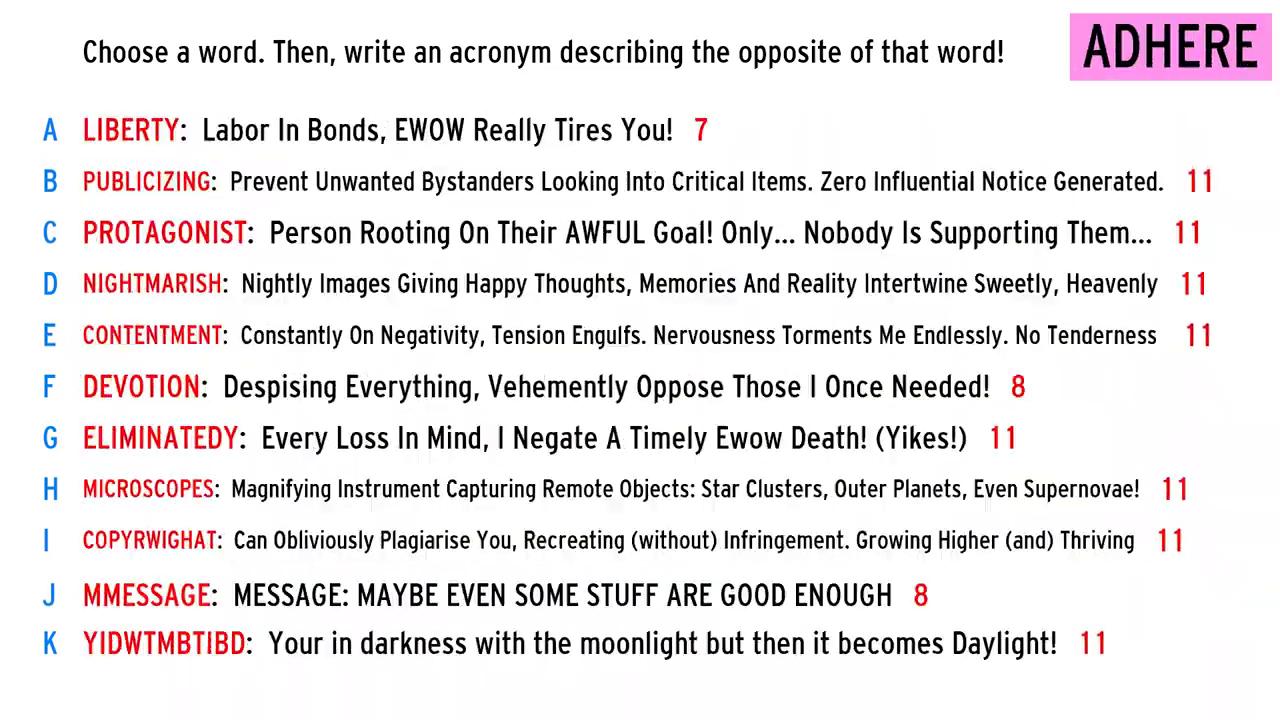 Choose a word. Then, write an acronym describing the opposite of that word!
ADHERE
A LIBERTY: Labor In Bonds, EWOW Really Tires You! 7
B PUBLICIZING: Prevent Unwanted Bystanders Looking Into Critical Items. Zero Influential Notice Generated. 11
C PROTAGONIST: Person Rooting On Their AWFUL Goal! Only... Nobody Is Supporting Them... 11
D NIGHTMARISH: Nightly Images Giving Happy Thoughts, Memories And Reality Intertwine Sweetly, Heavenly 11
E CONTENTMENT: Constantly On Negativity, Tension Engulfs. Nervousness Torments Me Endlessly. No Tenderness 11
F DEVOTION: Despising Everything, Vehemently Oppose Those I Once Needed! 8
G ELIMINATEDY: Every Loss In Mind, I Negate A Timely Ewow Death! (Yikes!) 11
H MICROSCOPES: Magnifying Instrument Capturing Remote Objects: Star Clusters, Outer Planets, Even Supernovae! 11
I COPYRWIGHAT: Can Obliviously Plagiarise You, Recreating (without) Infringement. Growing Higher (and) Thriving 11
J MMESSAGE: MESSAGE: MAYBE EVEN SOME STUFF ARE GOOD ENOUGH 8
K YIDWTMBTIBD: Your in darkness with the moonlight but then it becomes Daylight! 11